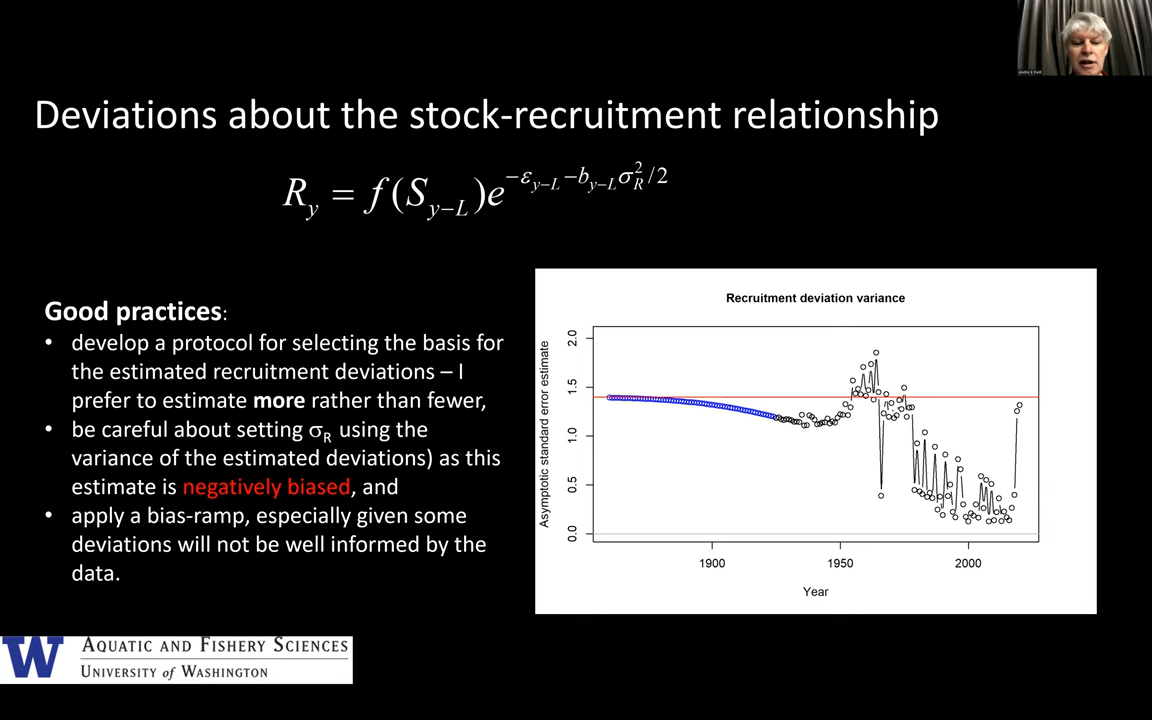 Andre E Punt
Deviations about the stock-recruitment relationship
R_y = f(S_{y-L})e^{-ε_{y-L} - b_{y-L}σ_R^2/2}
Good practices:
• develop a protocol for selecting the basis for
the estimated recruitment deviations – I
prefer to estimate more rather than fewer,
• be careful about setting σ_R using the
variance of the estimated deviations) as this
estimate is negatively biased, and
• apply a bias-ramp, especially given some
deviations will not be well informed by the
data.
Recruitment deviation variance
Asymptotic standard error estimate
2.0
1.5
1.0
0.5
0.0
1900 1950 2000
Year
W
AQUATIC AND FISHERY SCIENCES
UNIVERSITY of WASHINGTON